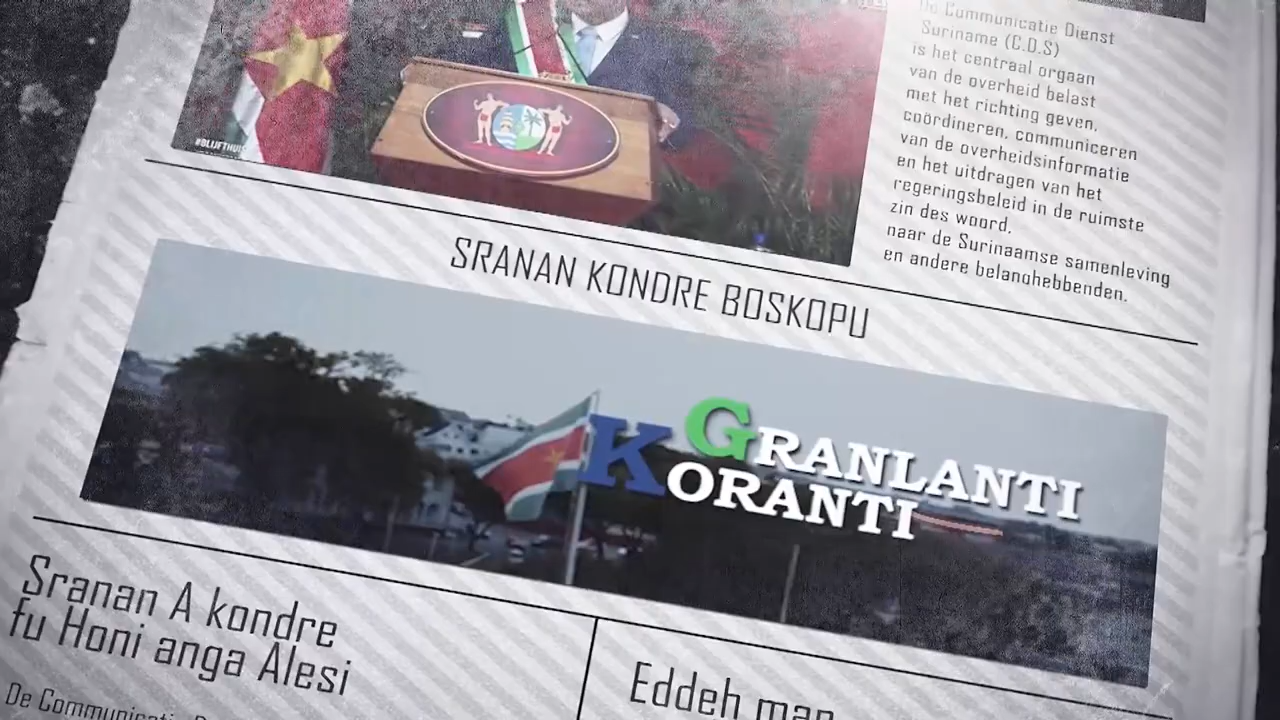 De Communicatie Dienst
Suriname (C.D.S)
is het centraal orgaan
van de overheid belast
met het richting geven,
coördineren, communiceren
van de overheidsinformatie
en het uitdragen van het
regeringsbeleid in de ruimste
zin des woord.
naar de Surinaamse samenleving
en andere belanghebbenden.
SRANAN KONDRE BOSKOPU
GRANLANTI
KORANTI
Sranan A kondre
fu Honi anga Alesi
Eddeh man
De Communicatie